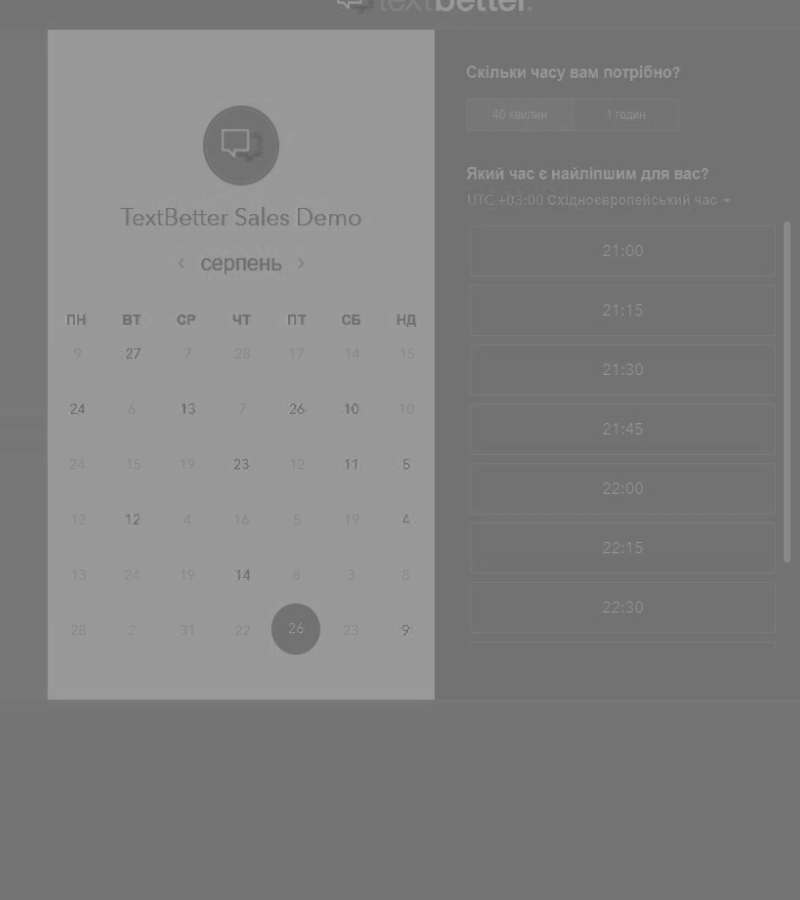 textbetter.
TextBetter Sales Demo
‹ серпень ›
ПН ВТ СР ЧТ ПТ СБ НД
9 27 7 28 17 14 15
24 6 13 7 26 10 10
24 15 19 23 12 11 5
12 12 4 16 5 19 4
13 24 19 14 8 3 8
28 2 31 22 26 23 9
Скільки часу вам потрібно?
40 хвилин 1 годин
Який час є найліпшим для вас?
UTC +03:00 Східноєвропейський час
21:00
21:15
21:30
21:45
22:00
22:15
22:30